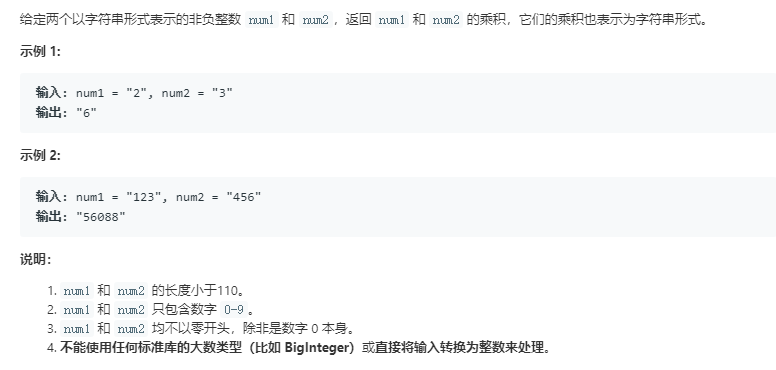 给定两个以字符串形式表示的非负整数 num1 和 num2，返回 num1 和 num2 的乘积，它们的乘积也表示为字符串形式。
示例 1:
输入: num1 = "2", num2 = "3"
输出: "6"
示例 2:
输入: num1 = "123", num2 = "456"
输出: "56088"
说明：
1. num1 和 num2 的长度小于110。
2. num1 和 num2 只包含数字 0-9 。
3. num1 和 num2 均不以零开头，除非是数字 0 本身。
4. 不能使用任何标准库的大数类型（比如 BigInteger）或直接将输入转换为整数来处理。